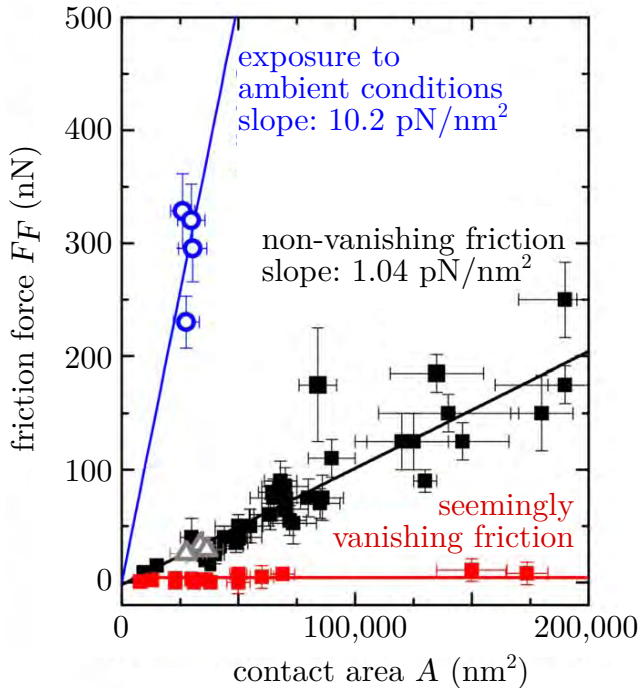 500
400
300
200
100
0
friction force F_F (nN)
exposure to
ambient conditions
slope: 10.2 pN/nm²
non-vanishing friction
slope: 1.04 pN/nm²
seemingly
vanishing friction
0
100,000
200,000
contact area A (nm²)